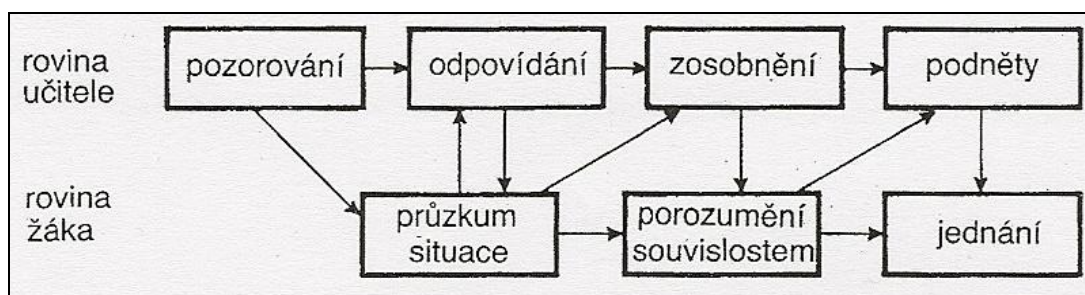 rovina
učitele
pozorování
odpovídání
zosobnění
podněty
rovina
žáka
průzkum
situace
porozumění
souvislostem
jednání